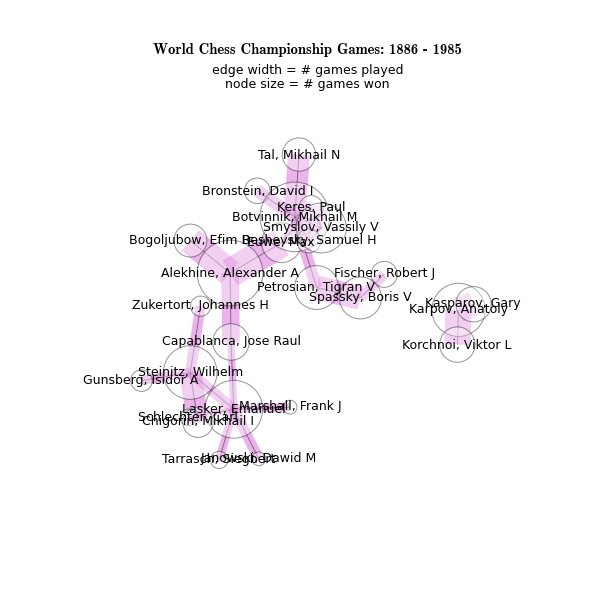 World Chess Championship Games: 1886 - 1985
edge width = # games played
node size = # games won
Tal, Mikhail N
Bronstein, David I
Keres, Paul
Botvinnik, Mikhail M
Smyslov, Vassily V
Bogoljubow, Efim D
Reshevsky, Samuel H
Euwe, Max
Alekhine, Alexander A
Fischer, Robert J
Petrosian, Tigran V
Spassky, Boris V
Zukertort, Johannes H
Kasparov, Gary
Karpov, Anatoly
Capablanca, Jose Raul
Korchnoi, Viktor L
Steinitz, Wilhelm
Gunsberg, Isidor A
Marshall, Frank J
Lasker, Emanuel
Schlechter, Carl
Chigorin, Mikhail I
Tarrasch, Siegbert
Janowski, Dawid M